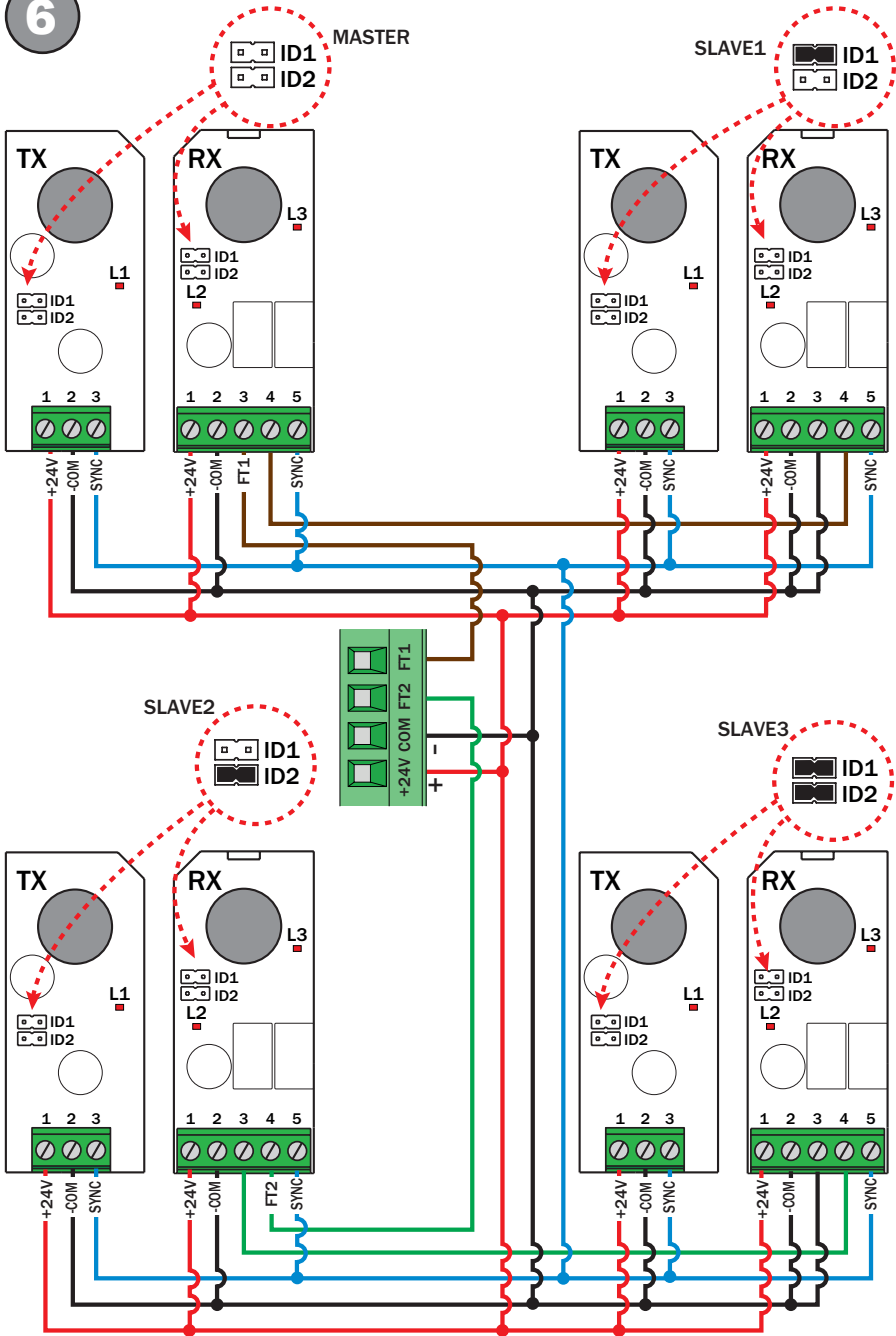 6
MASTER
ID1
ID2
SLAVE1
ID1
ID2
TX
RX
L3
ID1
ID2
L1
L2
ID1
ID2
1 2 3
1 2 3 4 5
+24V
-COM
SYNC
+24V
-COM
FT1
SYNC
TX
RX
L3
ID1
ID2
L1
L2
ID1
ID2
1 2 3
1 2 3 4 5
+24V
-COM
SYNC
+24V
-COM
SYNC
FT1
FT2
COM -
+24V +
SLAVE2
ID1
ID2
SLAVE3
ID1
ID2
TX
RX
L3
ID1
ID2
L1
L2
ID1
ID2
1 2 3
1 2 3 4 5
+24V
-COM
SYNC
+24V
-COM
FT2
SYNC
TX
RX
L3
ID1
ID2
L1
L2
ID1
ID2
1 2 3
1 2 3 4 5
+24V
-COM
SYNC
+24V
-COM
SYNC